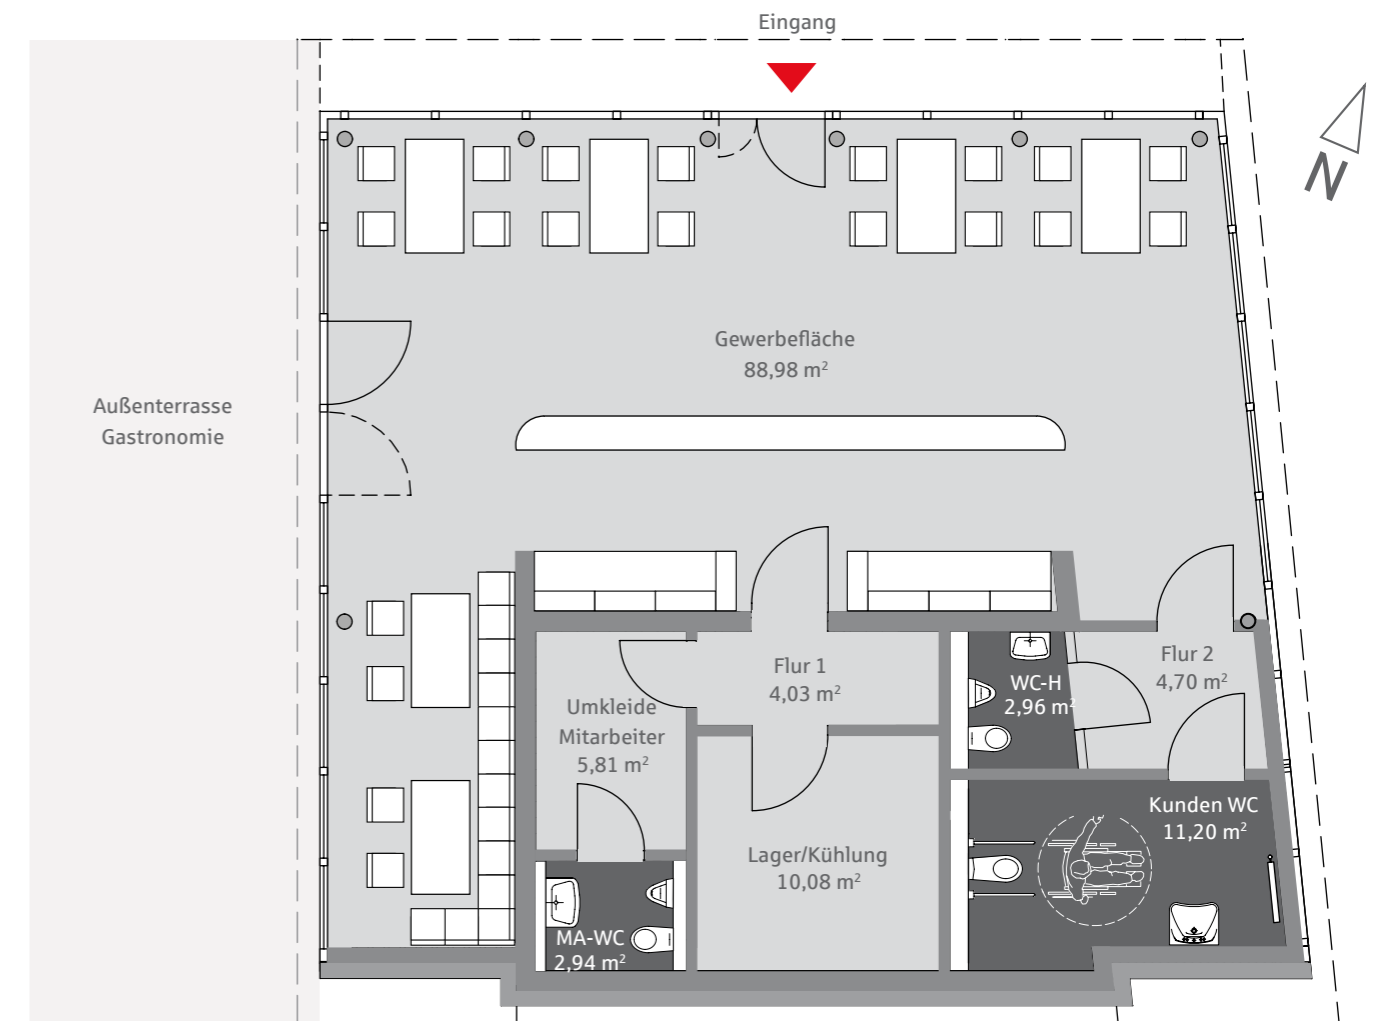 Eingang
N
Gewerbefläche
88,98 m²
Außenterrasse
Gastronomie
Flur 1
4,03 m²
Flur 2
4,70 m²
WC-H
2,96 m²
Umkleide
Mitarbeiter
5,81 m²
Kunden WC
11,20 m²
Lager/Kühlung
10,08 m²
MA-WC
2,94 m²